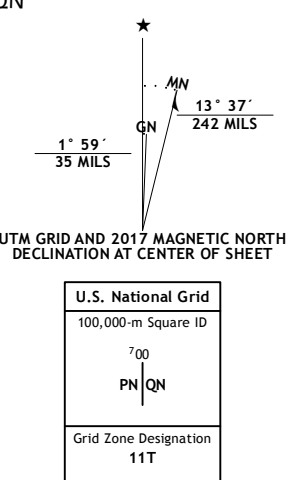 QN
★
MN
13° 37´
242 MILS
GN
1° 59´
35 MILS
UTM GRID AND 2017 MAGNETIC NORTH
DECLINATION AT CENTER OF SHEET
U.S. National Grid
100,000-m Square ID
⁷00
PN QN
Grid Zone Designation
11T